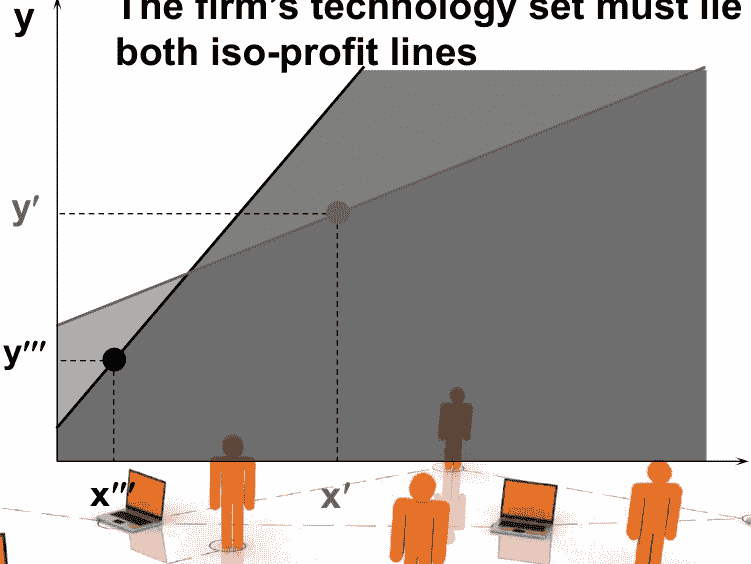 The firm's technology set must lie
both iso-profit lines
y
y′
y′′′
x′′′
x′